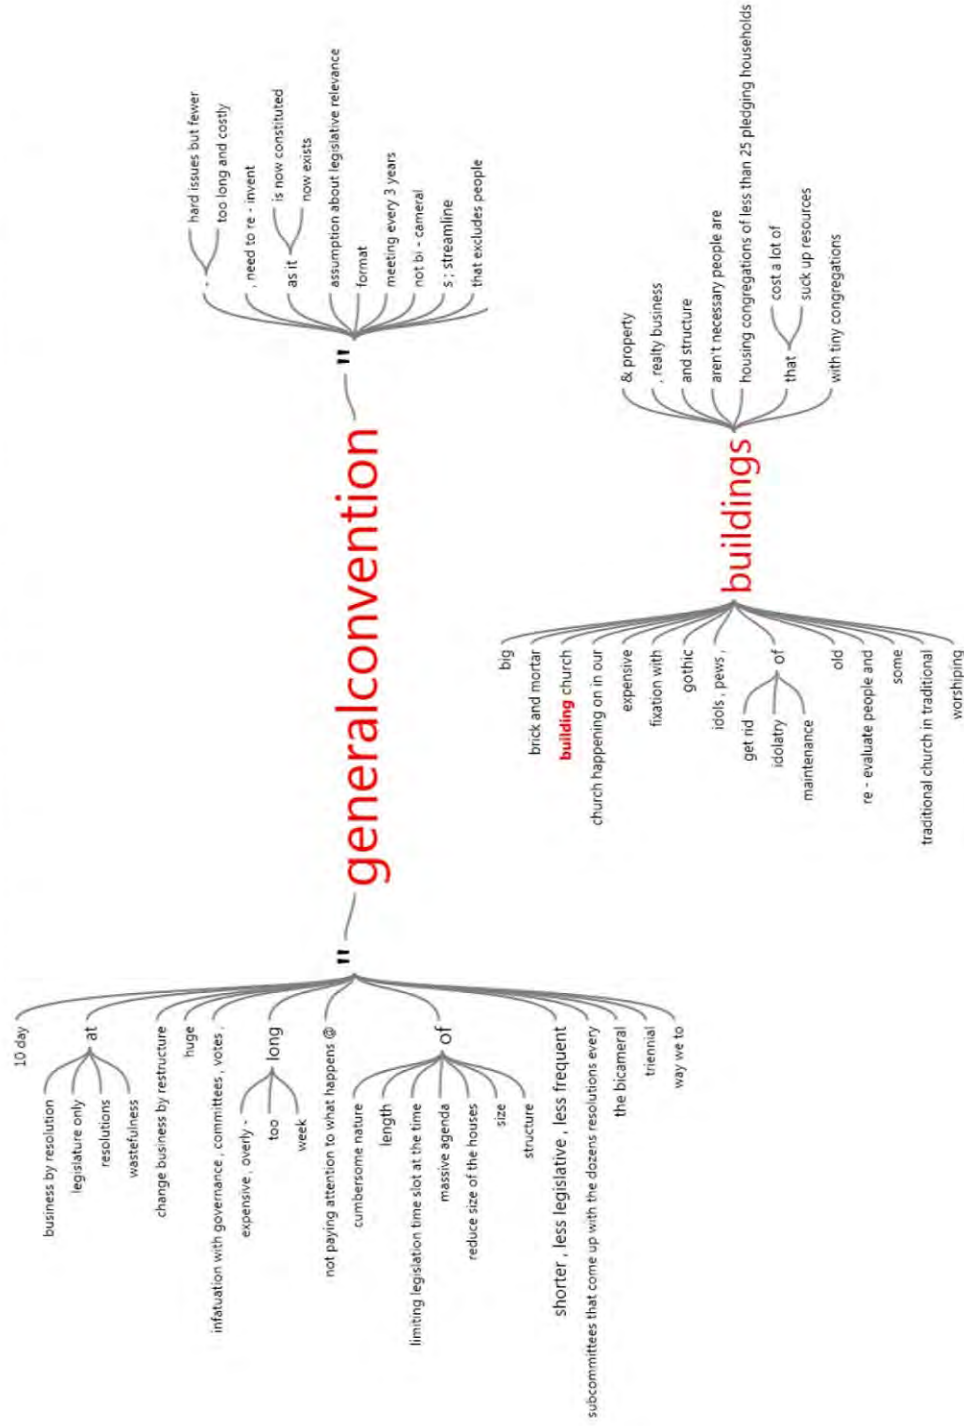 10 day
business by resolution
legislature only
resolutions
wastefulness
at
change business by restructure
huge
infatuation with governance , committees , votes ,
expensive , overly -
too
week
long
not paying attention to what happens @
cumbersome nature
length
limiting legislation time slot at the time
massive agenda
reduce size of the houses
size
structure
of
shorter , less legislative , less frequent
subcommittees that come up with the dozens resolutions every
the bicameral
triennial
way we to
" generalconvention "
-
hard issues but fewer
too long and costly
, need to re - invent
as it
is now constituted
now exists
assumption about legislative relevance
format
meeting every 3 years
not bi - cameral
s ; streamline
that excludes people
big
brick and mortar
building church
church happening on in our
expensive
fixation with
gothic
idols , pews ,
get rid
idolatry
maintenance
of
old
re - evaluate people and
some
traditional church in traditional
worshiping
buildings
& property
, realty business
and structure
aren't necessary people are
housing congregations of less than 25 pledging households
that
cost a lot of
suck up resources
with tiny congregations